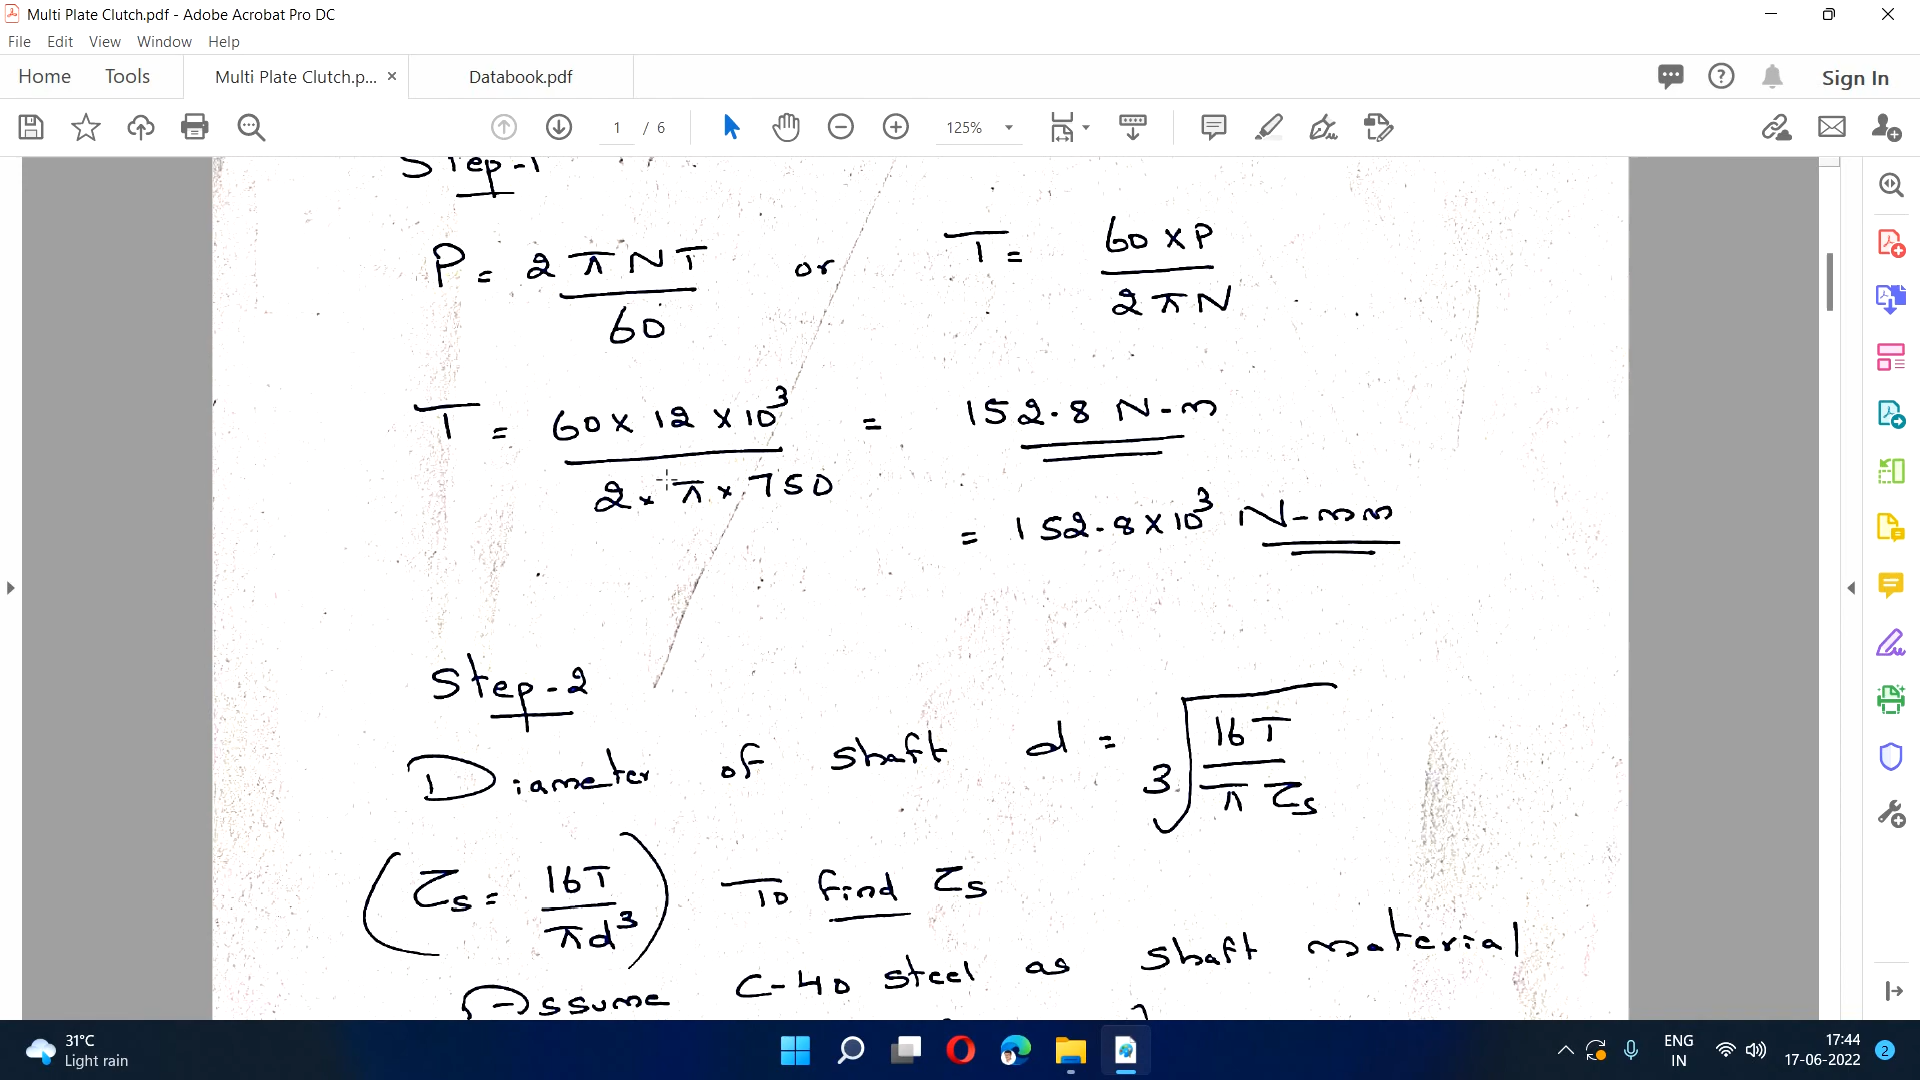 Multi Plate Clutch.pdf - Adobe Acrobat Pro DC
File Edit View Window Help
Home Tools Multi Plate Clutch.p... × Databook.pdf Sign In
1 / 6 125%
Step-1
P = 2πNT/60 or T = 60 x P/2πN
T = 60 x 12 x 10³/2 x π x 750 = 152.8 N-m
= 152.8 x 10³ N-mm
Step-2
Diameter of shaft d = ³√(16T/π τs)
(τs = 16T/πd³) To find τs
Assume C-40 steel as shaft material
31°C
Light rain
ENG
IN
17:44
17-06-2022
2